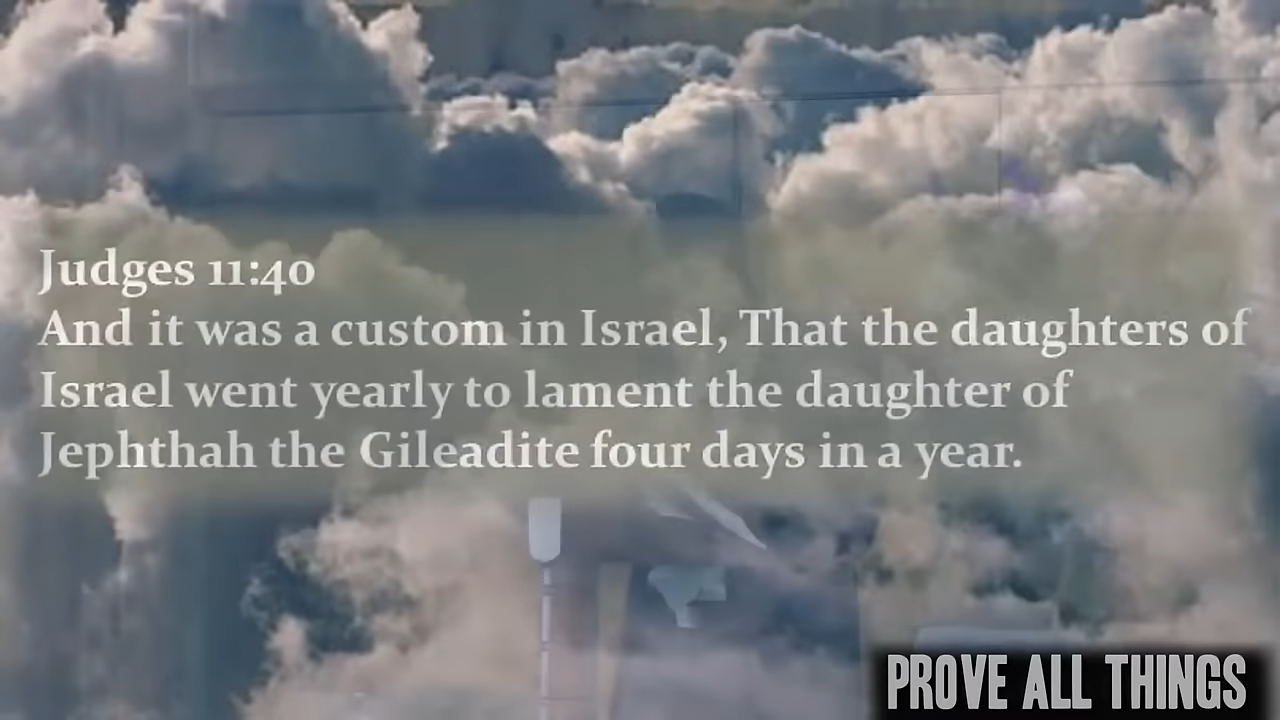 Judges 11:40
And it was a custom in Israel, That the daughters of
Israel went yearly to lament the daughter of
Jephthah the Gileadite four days in a year.
PROVE ALL THINGS